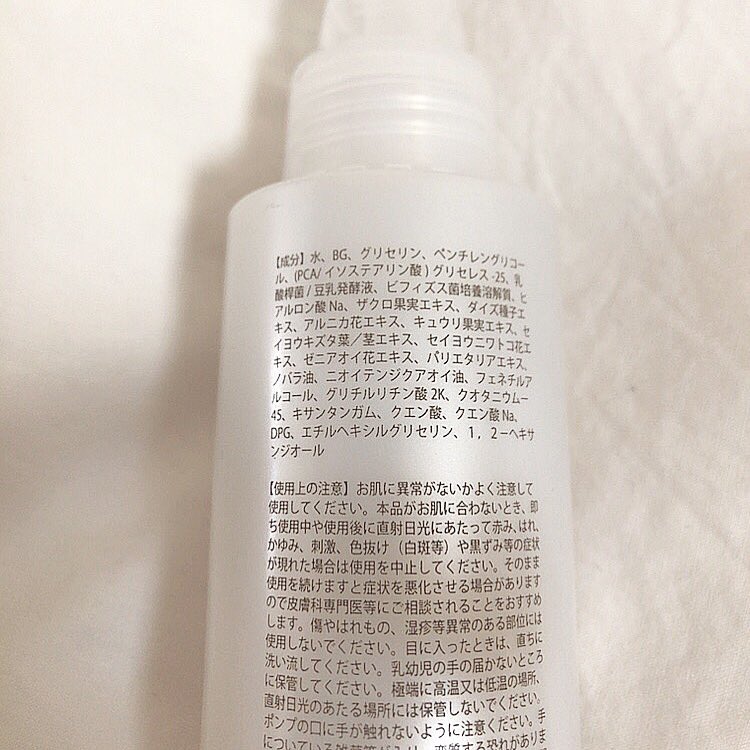 【成分】水、BG、グリセリン、ペンチレングリコー
ル、(PCA/イソステアリン酸)グリセレス-25、乳
酸桿菌/豆乳発酵液、ビフィズス菌培養溶解質、ヒ
アルロン酸Na、ザクロ果実エキス、ダイズ種子エ
キス、アルニカ花エキス、キュウリ果実エキス、セ
イヨウキズタ葉/茎エキス、セイヨウニワトコ花エ
キス、ゼニアオイ花エキス、パリエタリアエキス、
ノバラ油、ニオイテンジクアオイ油、フェネチルア
ルコール、グリチルリチン酸2K、クオタニウム-
45、キサンタンガム、クエン酸、クエン酸Na、
DPG、エチルヘキシルグリセリン、1,2-ヘキサ
ンジオール
【使用上の注意】お肌に異常がないかよく注意して
使用してください。本品がお肌に合わないとき、即
ち使用中や使用後に直射日光にあたって赤み、はれ、
かゆみ、刺激、色抜け(白斑等)や黒ずみ等の症状
が現れた場合は使用を中止してください。そのまま
使用を続けますと症状を悪化させる場合があります
ので皮膚科専門医等にご相談されることをおすすめ
します。傷やはれもの、湿疹等異常のある部位には
使用しないでください。目に入ったときは、直ちに
洗い流してください。乳幼児の手の届かないところ
に保管してください。極端に高温又は低温の場所、
直射日光のあたる場所には保管しないでください。
ポンプの口に手が触れないように注意ください。手
についている雑菌等が入り、変質する恐れがありま